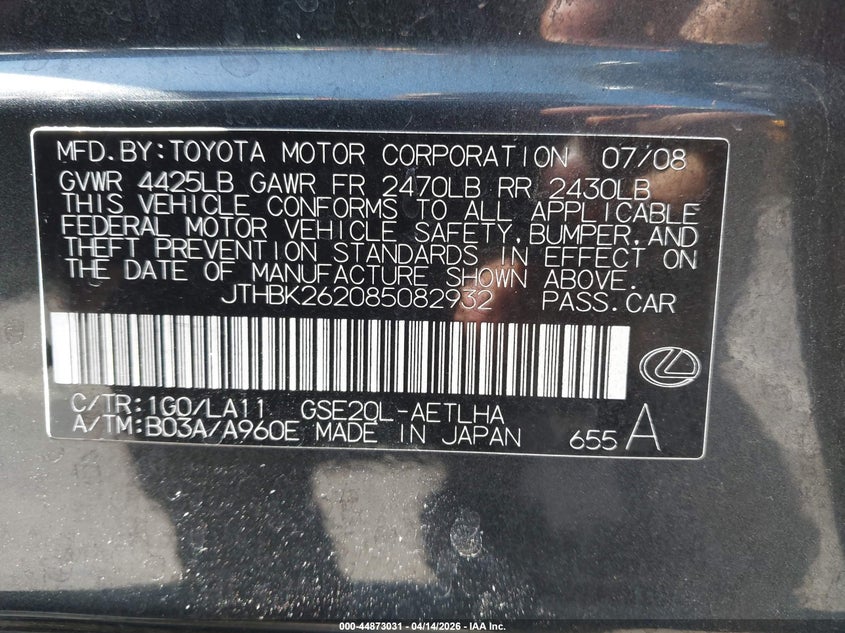 MFD.BY:TOYOTA MOTOR CORPORATION 07/08
GVWR 4425LB GAWR FR 2470LB RR 2430LB
THIS VEHICLE CONFORMS TO ALL APPLICABLE
FEDERAL MOTOR VEHICLE SAFETY,BUMPER,AND
THEFT PREVENTION STANDARDS IN EFFECT ON
THE DATE OF MANUFACTURE SHOWN ABOVE.
JTHBK262085082932 PASS.CAR
C/TR:1G0/LA11 GSE20L-AETLHA
A/TM:B03A/A960E MADE IN JAPAN 655 A
000-44873031 - 04/14/2026 - IAA Inc.